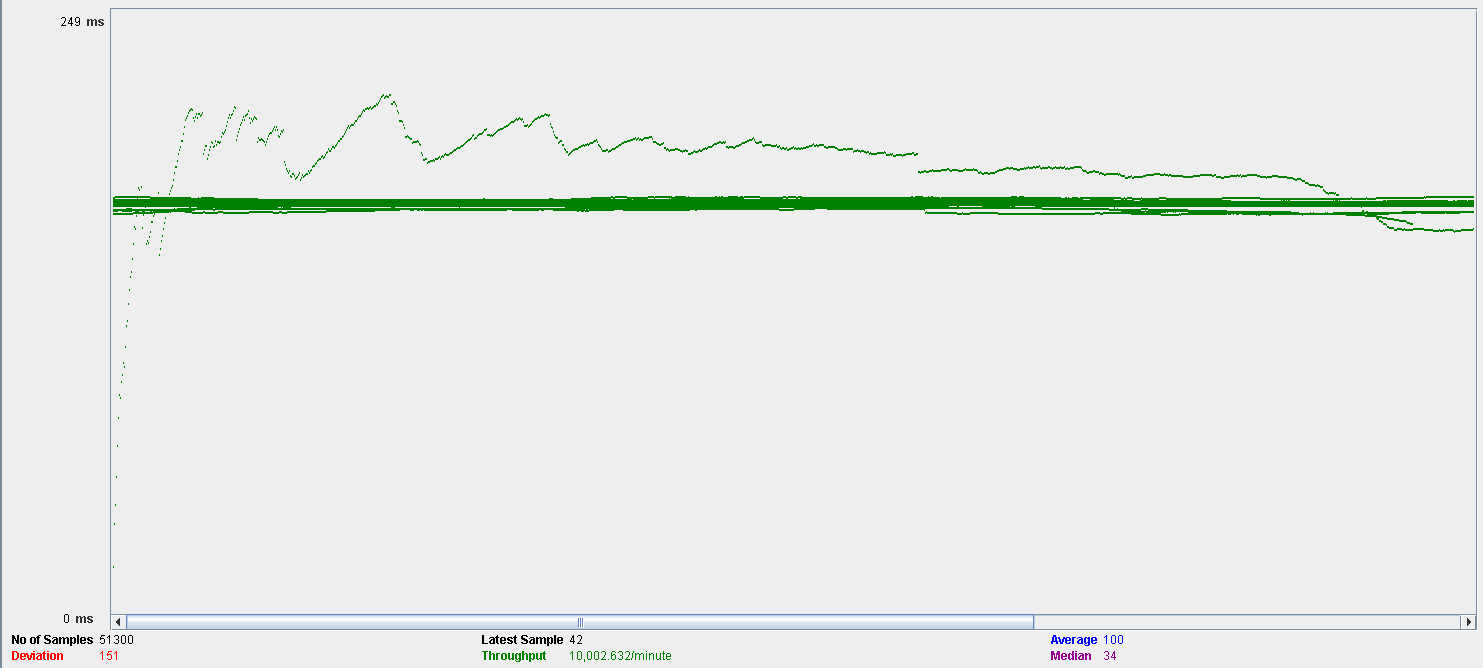 249 ms
0 ms
No of Samples 51300 Latest Sample 42 Average 100
Deviation 151 Throughput 10,002.632/minute Median 34